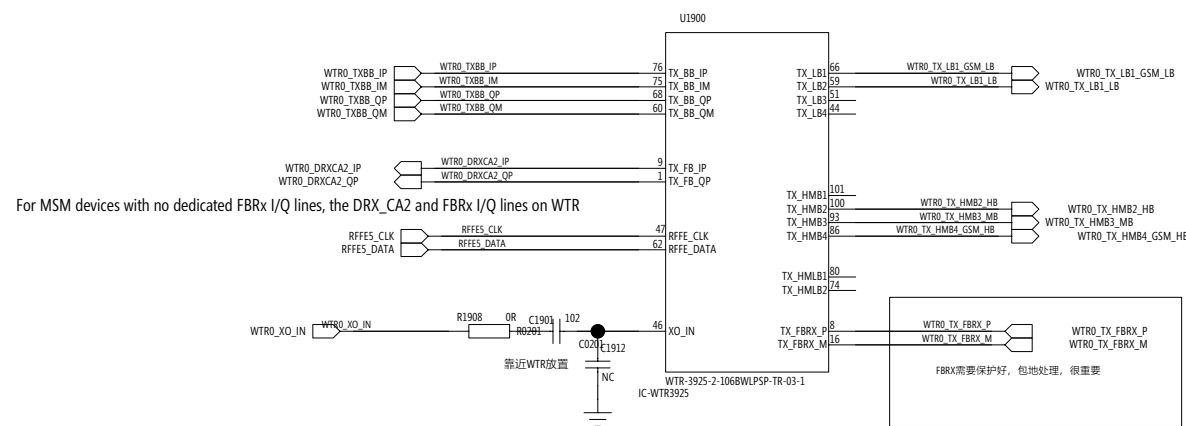 U1900
WTR0_TXBB_IP WTR0_TXBB_IP 76 TX_BB_IP TX_LB1 66 WTR0_TX_LB1_GSM_LB WTR0_TX_LB1_GSM_LB
WTR0_TXBB_IM WTR0_TXBB_IM 75 TX_BB_IM TX_LB2 59 WTR0_TX_LB1_LB WTR0_TX_LB1_LB
WTR0_TXBB_QP WTR0_TXBB_QP 68 TX_BB_QP TX_LB3 51
WTR0_TXBB_QM WTR0_TXBB_QM 60 TX_BB_QM TX_LB4 44
WTR0_DRXCA2_IP WTR0_DRXCA2_IP 9 TX_FB_IP
WTR0_DRXCA2_QP WTR0_DRXCA2_QP 1 TX_FB_QP
TX_HMB1 101
For MSM devices with no dedicated FBRx I/Q lines, the DRX_CA2 and FBRx I/Q lines on WTR
TX_HMB2 100 WTR0_TX_HMB2_HB WTR0_TX_HMB2_HB
TX_HMB3 93 WTR0_TX_HMB3_MB WTR0_TX_HMB3_MB
RFFE5_CLK RFFE5_CLK 47 RFFE_CLK TX_HMB4 86 WTR0_TX_HMB4_GSM_HB WTR0_TX_HMB4_GSM_HB
RFFE5_DATA RFFE5_DATA 62 RFFE_DATA
TX_HMLB1 80
TX_HMLB2 74
WTR0_XO_IN WTR0_XO_IN R1908 0R R0201 C1901 102 C0201 46 XO_IN TX_FBRX_P 8 WTR0_TX_FBRX_P WTR0_TX_FBRX_P
C1912 TX_FBRX_M 16 WTR0_TX_FBRX_M WTR0_TX_FBRX_M
靠近WTR放置
NC
FBRX需要保护好，包地处理，很重要
WTR-3925-2-106BWLPSP-TR-03-1
IC-WTR3925